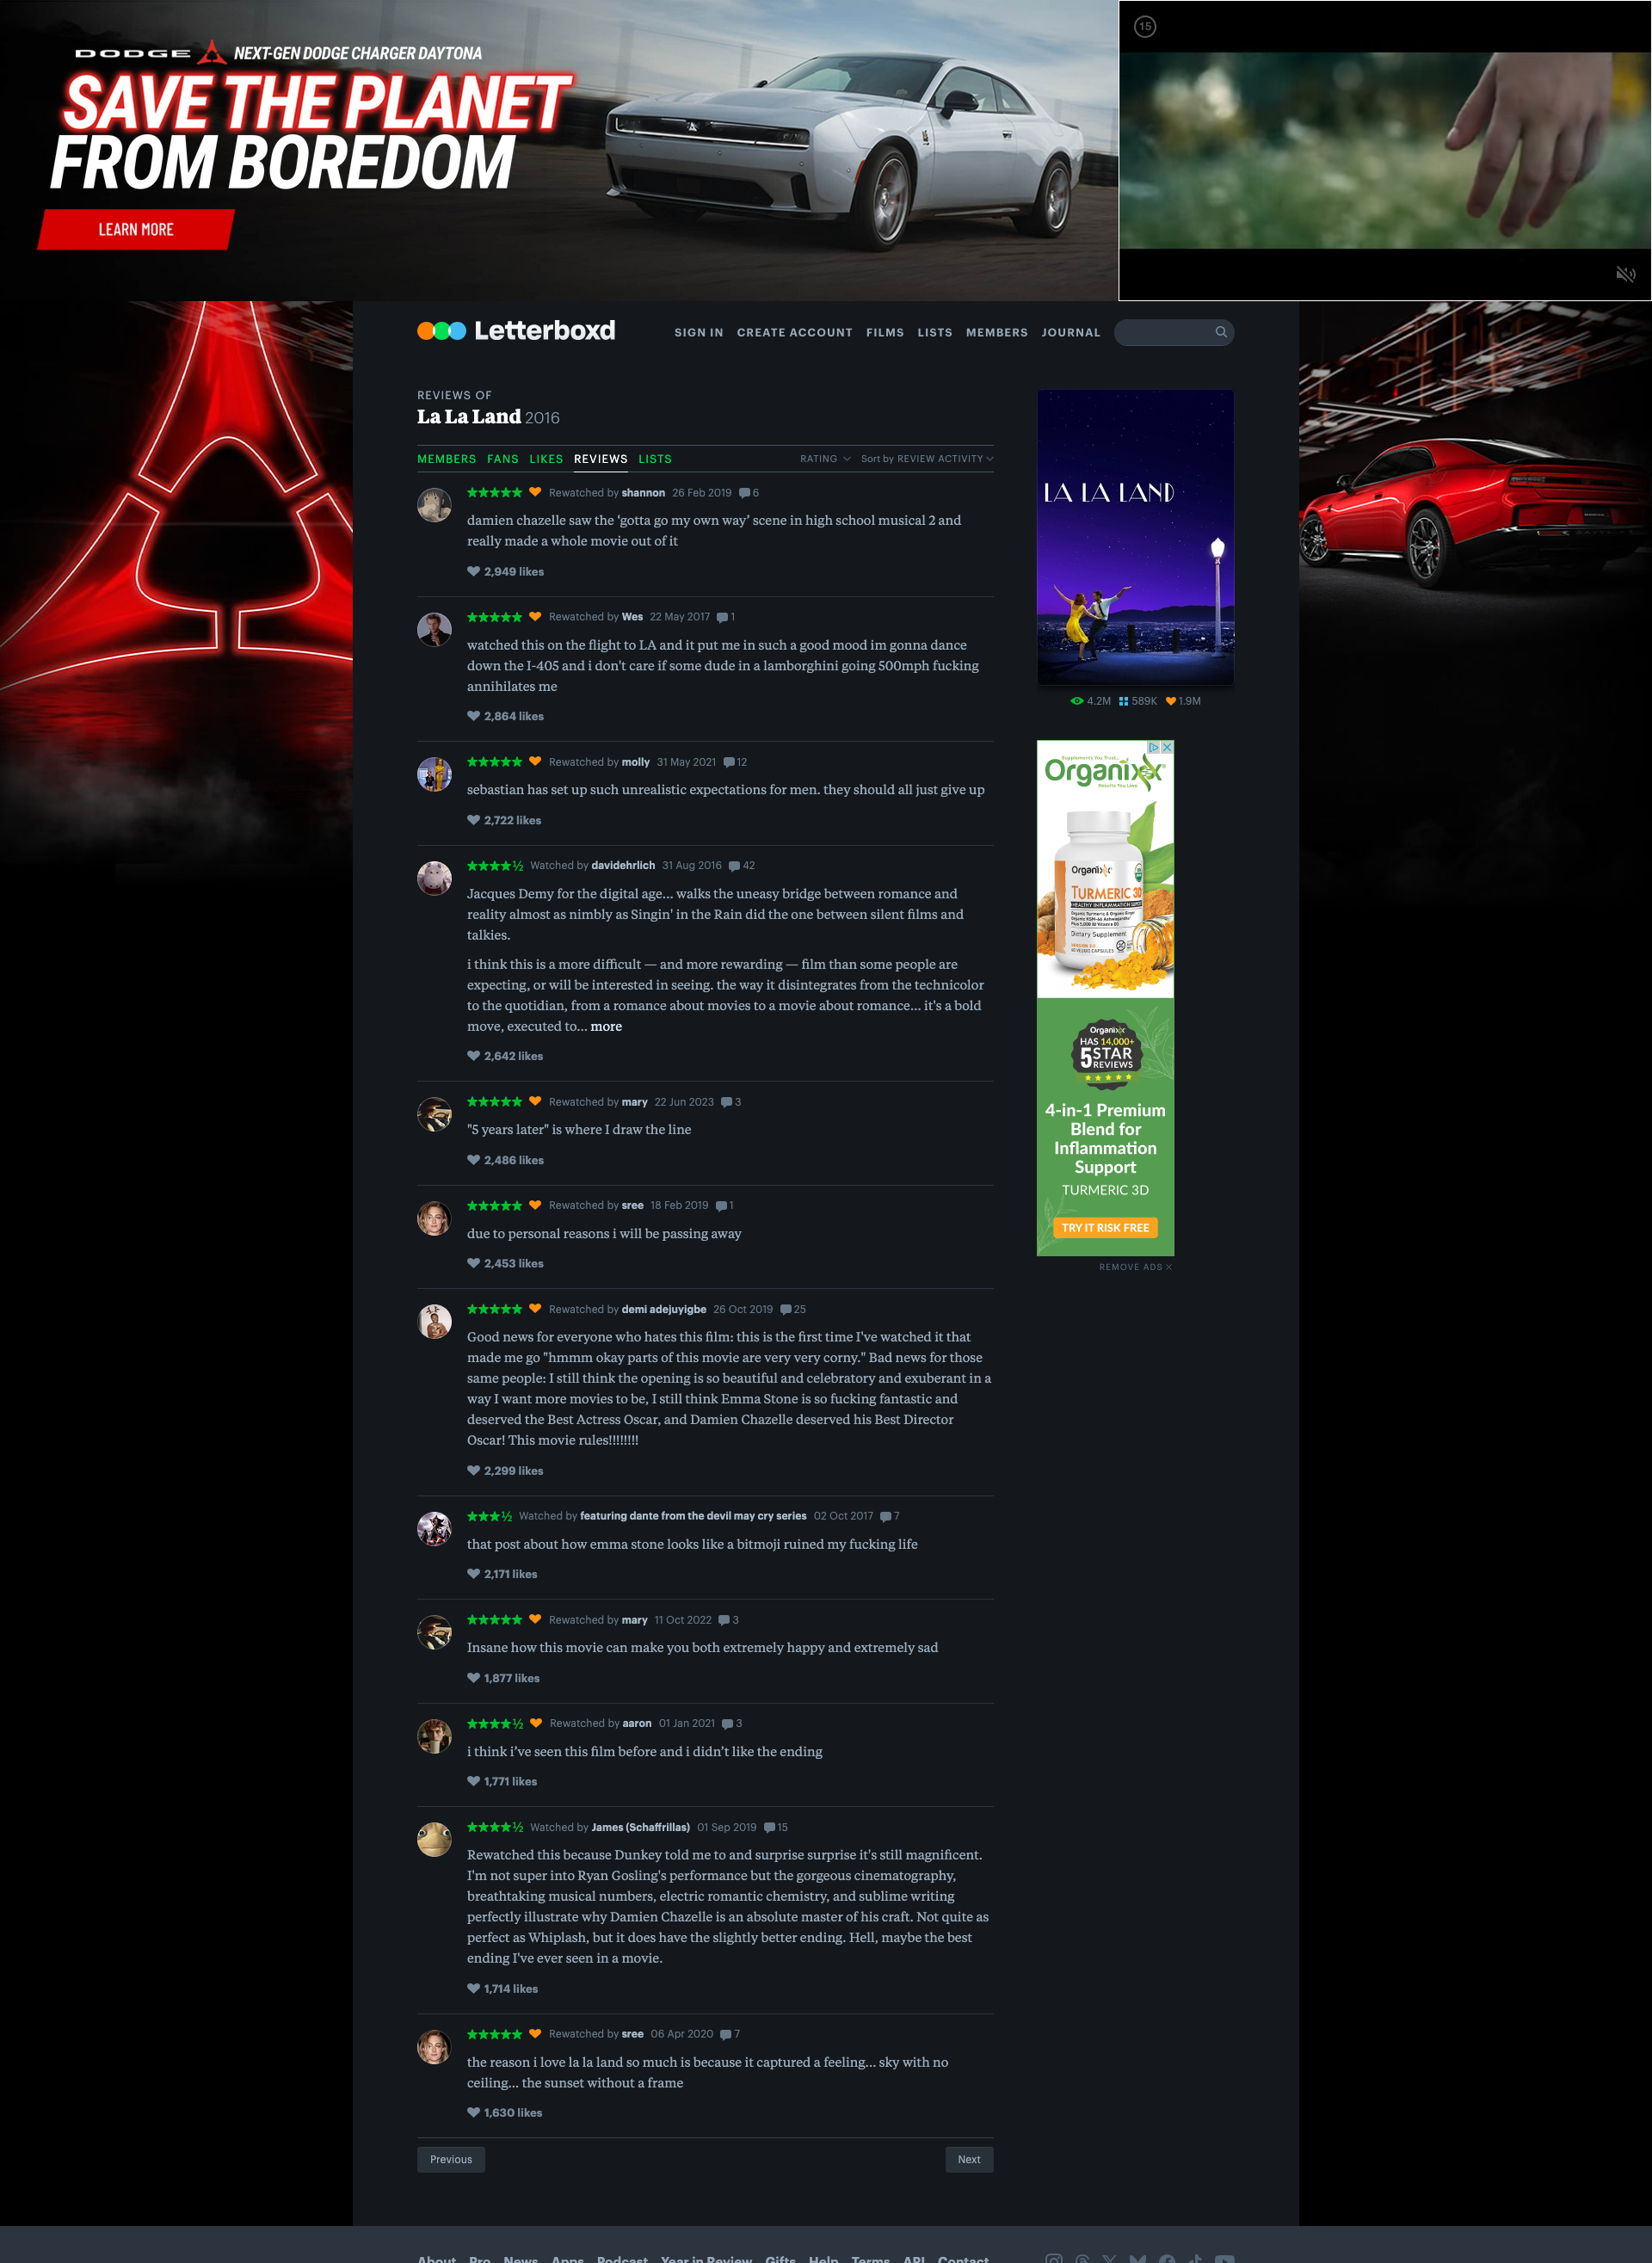 DODGE NEXT-GEN DODGE CHARGER DAYTONA
SAVE THE PLANET
FROM BOREDOM
LEARN MORE
15
Letterboxd
SIGN IN CREATE ACCOUNT FILMS LISTS MEMBERS JOURNAL
REVIEWS OF
La La Land 2016
MEMBERS FANS LIKES REVIEWS LISTS RATING Sort by REVIEW ACTIVITY
★★★★★ Rewatched by shannon 26 Feb 2019 6
damien chazelle saw the ‘gotta go my own way’ scene in high school musical 2 and
really made a whole movie out of it
2,949 likes
★★★★★ Rewatched by Wes 22 May 2017 1
watched this on the flight to LA and it put me in such a good mood im gonna dance
down the I-405 and i don't care if some dude in a lamborghini going 500mph fucking
annihilates me
2,864 likes
★★★★★ Rewatched by molly 31 May 2021 12
sebastian has set up such unrealistic expectations for men. they should all just give up
2,722 likes
★★★★½ Watched by davidehrlich 31 Aug 2016 42
Jacques Demy for the digital age... walks the uneasy bridge between romance and
reality almost as nimbly as Singin' in the Rain did the one between silent films and
talkies.
i think this is a more difficult — and more rewarding — film than some people are
expecting, or will be interested in seeing. the way it disintegrates from the technicolor
to the quotidian, from a romance about movies to a movie about romance... it's a bold
move, executed to... more
2,642 likes
★★★★★ Rewatched by mary 22 Jun 2023 3
"5 years later" is where I draw the line
2,486 likes
★★★★★ Rewatched by sree 18 Feb 2019 1
due to personal reasons i will be passing away
2,453 likes
★★★★★ Rewatched by demi adejuyigbe 26 Oct 2019 25
Good news for everyone who hates this film: this is the first time I've watched it that
made me go "hmmm okay parts of this movie are very very corny." Bad news for those
same people: I still think the opening is so beautiful and celebratory and exuberant in a
way I want more movies to be, I still think Emma Stone is so fucking fantastic and
deserved the Best Actress Oscar, and Damien Chazelle deserved his Best Director
Oscar! This movie rules!!!!!!!!
2,299 likes
★★★½ Watched by featuring dante from the devil may cry series 02 Oct 2017 7
that post about how emma stone looks like a bitmoji ruined my fucking life
2,171 likes
★★★★★ Rewatched by mary 11 Oct 2022 3
Insane how this movie can make you both extremely happy and extremely sad
1,877 likes
★★★★½ Rewatched by aaron 01 Jan 2021 3
i think i’ve seen this film before and i didn’t like the ending
1,771 likes
★★★★½ Watched by James (Schaffrillas) 01 Sep 2019 15
Rewatched this because Dunkey told me to and surprise surprise it's still magnificent.
I'm not super into Ryan Gosling's performance but the gorgeous cinematography,
breathtaking musical numbers, electric romantic chemistry, and sublime writing
perfectly illustrate why Damien Chazelle is an absolute master of his craft. Not quite as
perfect as Whiplash, but it does have the slightly better ending. Hell, maybe the best
ending I've ever seen in a movie.
1,714 likes
★★★★★ Rewatched by sree 06 Apr 2020 7
the reason i love la la land so much is because it captured a feeling... sky with no
ceiling... the sunset without a frame
1,630 likes
Previous Next
LA LA LAND
4.2M 589K 1.9M
Supplements You Trust...
Organixx
Results You Love
Organixx
TURMERIC 3D
HEALTHY INFLAMMATION SUPPORT
Organic Turmeric & Organic Ginger
Organic KSM-66 Ashwagandha
Plus 5,000 IU Vitamin D3
Dietary Supplement
Organixx
HAS 14,000+
5 STAR
REVIEWS
4-in-1 Premium
Blend for
Inflammation
Support
TURMERIC 3D
TRY IT RISK FREE
REMOVE ADS
About Pro News Apps Podcast Year in Review Gifts Help Terms API Contact